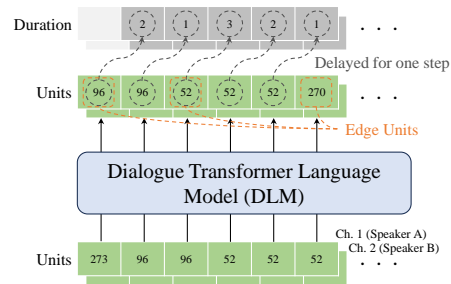 Duration 2 1 3 2 1 . . .
Delayed for one step
Units 96 96 52 52 52 270 . . .
Edge Units
Dialogue Transformer Language
Model (DLM)
Ch. 1 (Speaker A)
Ch. 2 (Speaker B)
Units 273 96 96 52 52 52 . . .